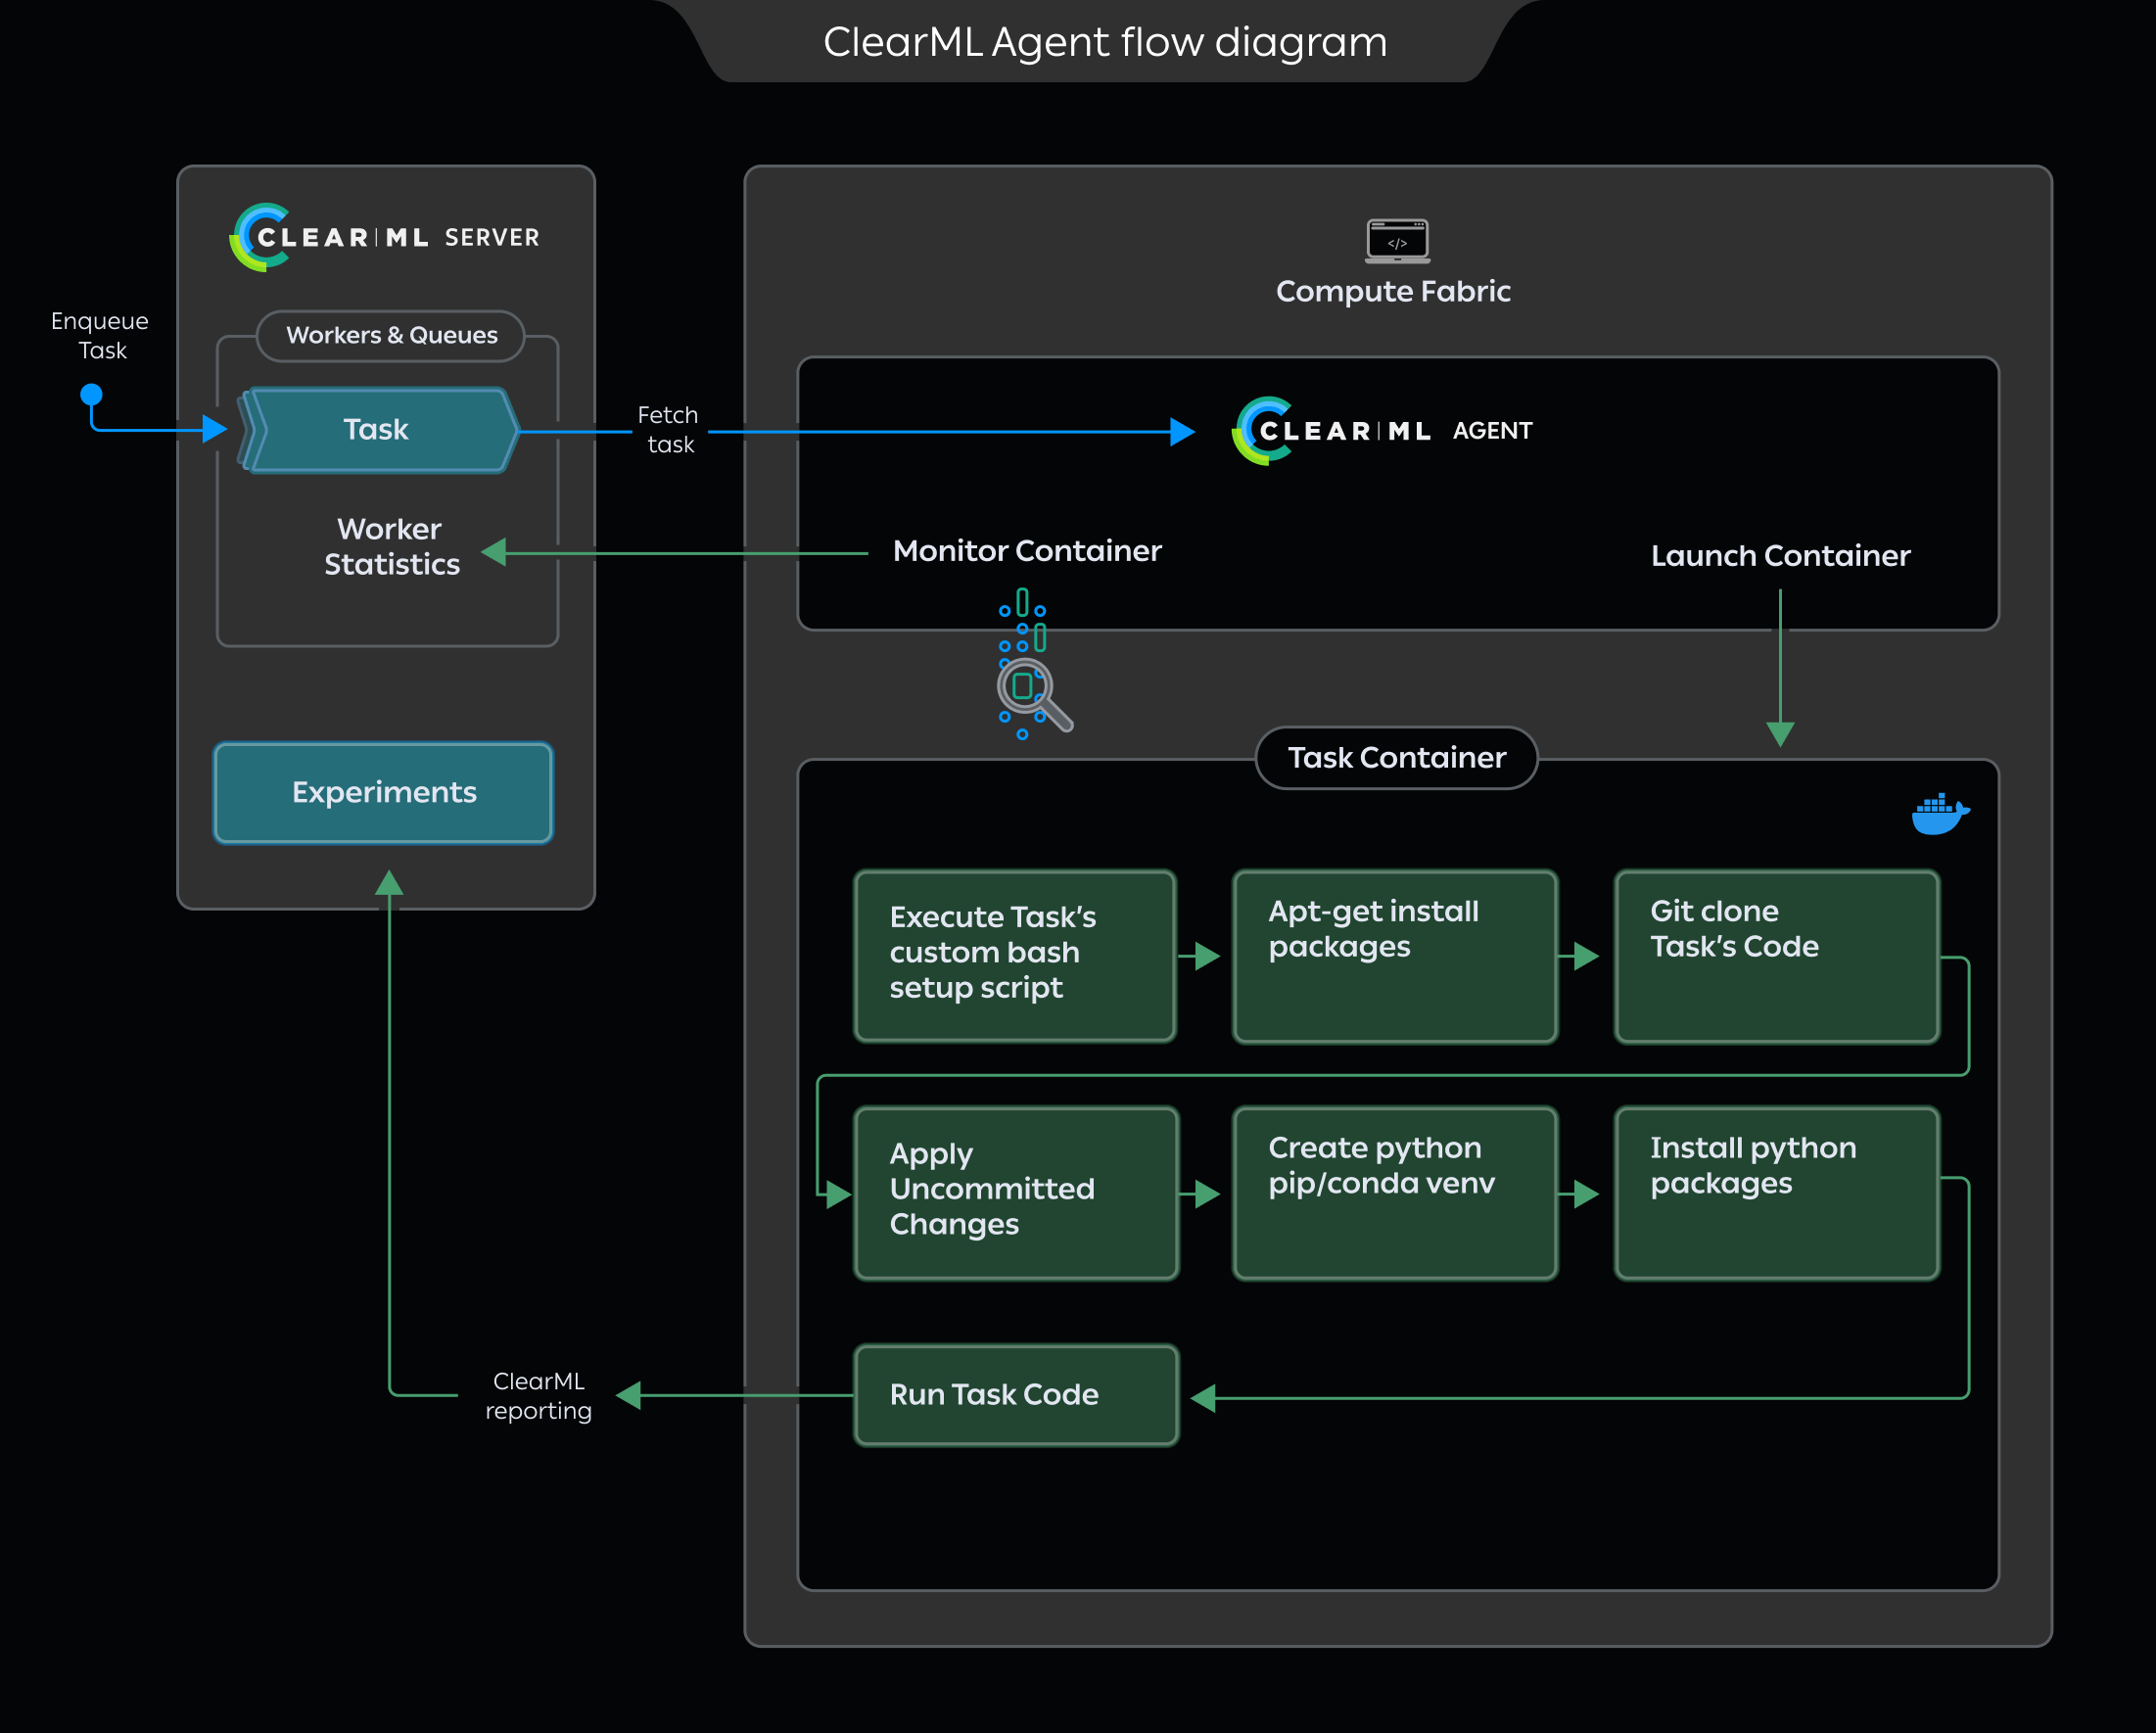 ClearML Agent flow diagram
CLEAR|ML SERVER
Enqueue
Task
Workers & Queues
Task
Fetch
task
Worker
Statistics
Experiments
</>
Compute Fabric
CLEAR|ML AGENT
Monitor Container
Launch Container
Task Container
Execute Task's
custom bash
setup script
Apt-get install
packages
Git clone
Task's Code
Apply
Uncommitted
Changes
Create python
pip/conda venv
Install python
packages
Run Task Code
ClearML
reporting